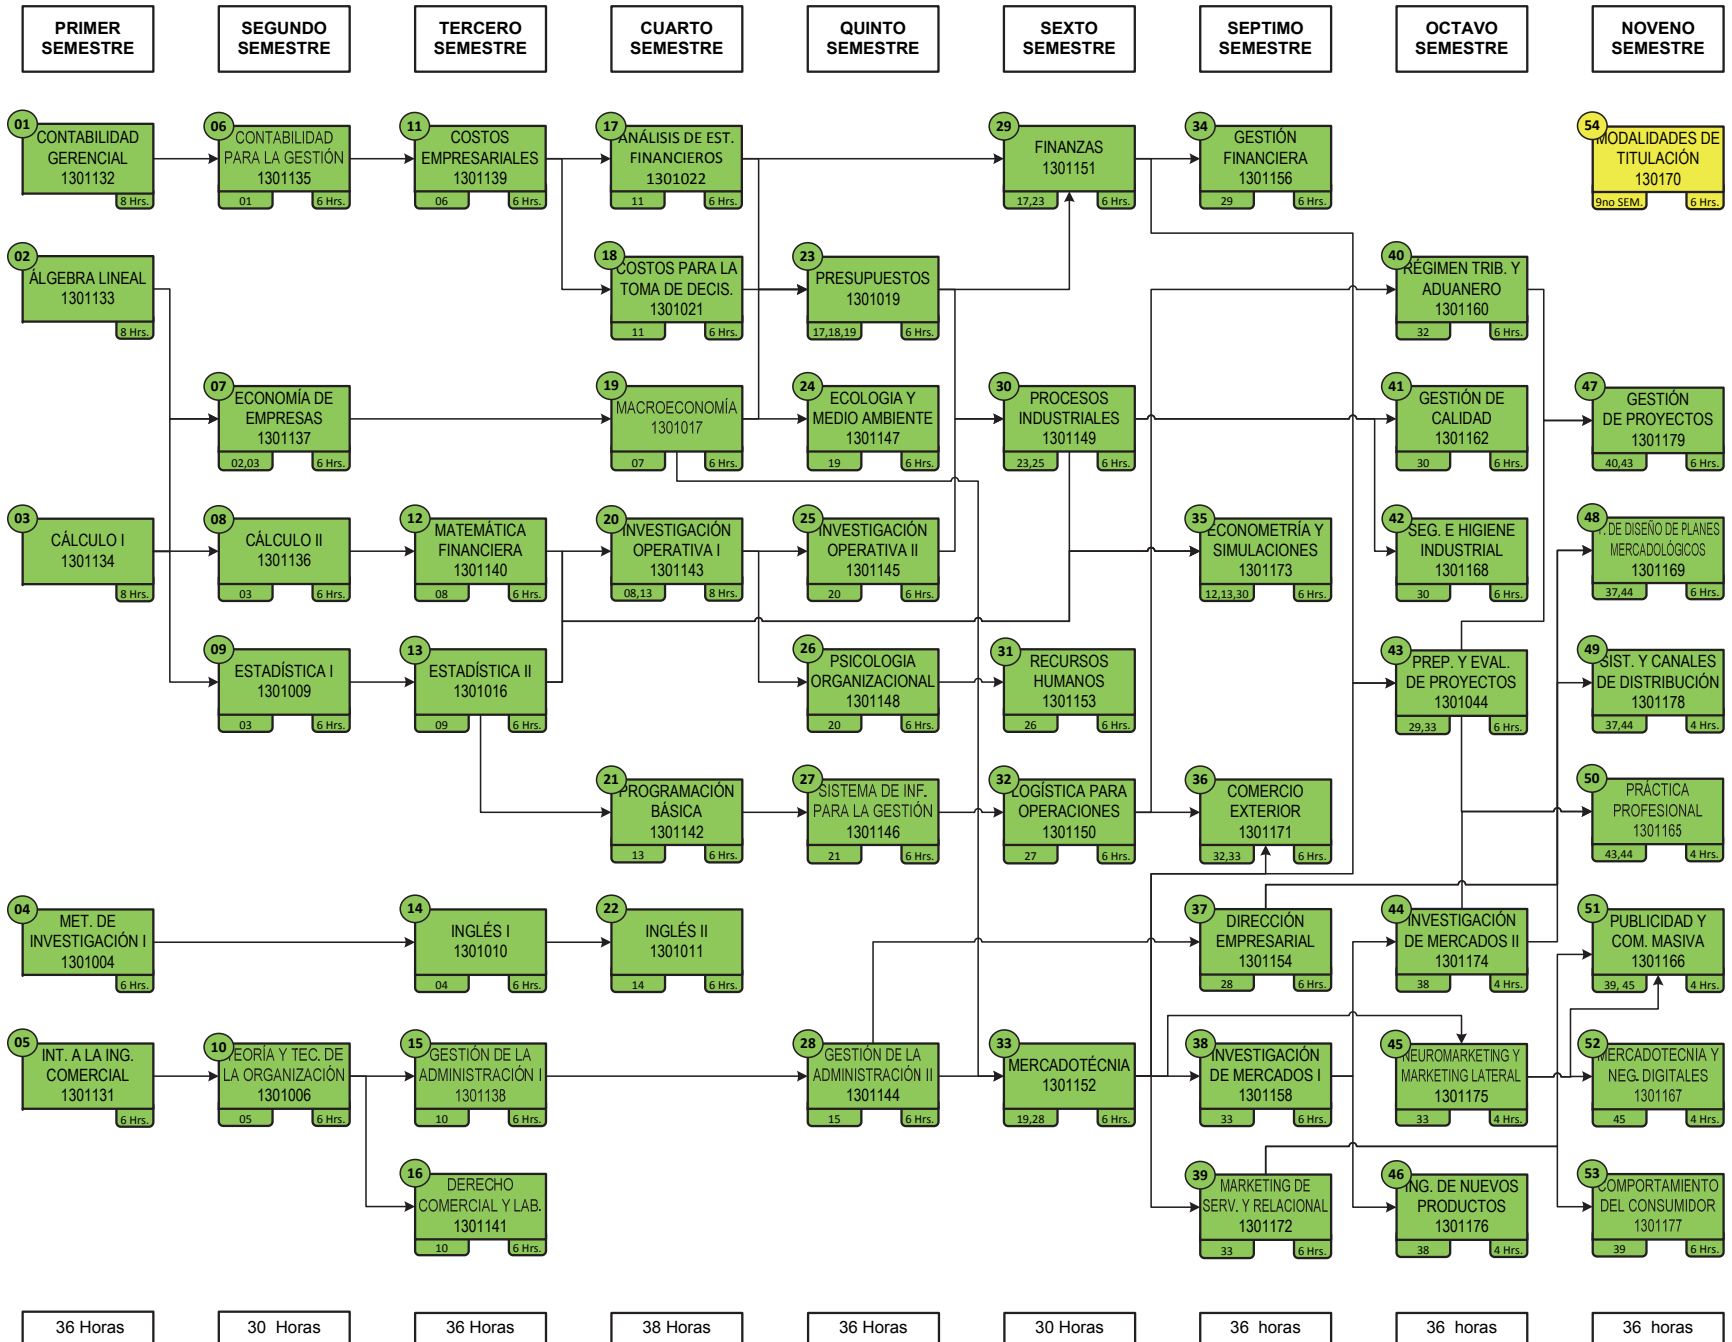 PRIMER
SEMESTRE
SEGUNDO
SEMESTRE
TERCERO
SEMESTRE
CUARTO
SEMESTRE
QUINTO
SEMESTRE
SEXTO
SEMESTRE
SEPTIMO
SEMESTRE
OCTAVO
SEMESTRE
NOVENO
SEMESTRE
01
CONTABILIDAD
GERENCIAL
1301132
8 Hrs.
06
CONTABILIDAD
PARA LA GESTIÓN
1301135
01
6 Hrs.
11
COSTOS
EMPRESARIALES
1301139
06
6 Hrs.
17
ANÁLISIS DE EST.
FINANCIEROS
1301022
11
6 Hrs.
29
FINANZAS
1301151
17,23
6 Hrs.
34
GESTIÓN
FINANCIERA
1301156
29
6 Hrs.
54
MODALIDADES DE
TITULACIÓN
130170
9no SEM.
6 Hrs.
02
ÁLGEBRA LINEAL
1301133
8 Hrs.
18
COSTOS PARA LA
TOMA DE DECIS.
1301021
11
6 Hrs.
23
PRESUPUESTOS
1301019
17,18,19
6 Hrs.
40
RÉGIMEN TRIB. Y
ADUANERO
1301160
32
6 Hrs.
07
ECONOMÍA DE
EMPRESAS
1301137
02,03
6 Hrs.
19
MACROECONOMÍA
1301017
07
6 Hrs.
24
ECOLOGIA Y
MEDIO AMBIENTE
1301147
19
6 Hrs.
30
PROCESOS
INDUSTRIALES
1301149
23,25
6 Hrs.
41
GESTIÓN DE
CALIDAD
1301162
30
6 Hrs.
47
GESTIÓN
DE PROYECTOS
1301179
40,43
6 Hrs.
03
CÁLCULO I
1301134
8 Hrs.
08
CÁLCULO II
1301136
03
6 Hrs.
12
MATEMÁTICA
FINANCIERA
1301140
08
6 Hrs.
20
INVESTIGACIÓN
OPERATIVA I
1301143
08,13
8 Hrs.
25
INVESTIGACIÓN
OPERATIVA II
1301145
20
6 Hrs.
35
ECONOMETRÍA Y
SIMULACIONES
1301173
12,13,30
6 Hrs.
42
SEG. E HIGIENE
INDUSTRIAL
1301168
30
6 Hrs.
48
DE DISEÑO DE PLANES
MERCADOLÓGICOS
1301169
37,44
6 Hrs.
09
ESTADÍSTICA I
1301009
03
6 Hrs.
13
ESTADÍSTICA II
1301016
09
6 Hrs.
26
PSICOLOGIA
ORGANIZACIONAL
1301148
20
6 Hrs.
31
RECURSOS
HUMANOS
1301153
26
6 Hrs.
43
PREP. Y EVAL.
DE PROYECTOS
1301044
29,33
6 Hrs.
49
SIST. Y CANALES
DE DISTRIBUCIÓN
1301178
37,44
4 Hrs.
21
PROGRAMACIÓN
BÁSICA
1301142
13
6 Hrs.
27
SISTEMA DE INF.
PARA LA GESTIÓN
1301146
21
6 Hrs.
32
LOGÍSTICA PARA
OPERACIONES
1301150
27
6 Hrs.
36
COMERCIO
EXTERIOR
1301171
32,33
6 Hrs.
50
PRÁCTICA
PROFESIONAL
1301165
43,44
4 Hrs.
04
MET. DE
INVESTIGACIÓN I
1301004
6 Hrs.
14
INGLÉS I
1301010
04
6 Hrs.
22
INGLÉS II
1301011
14
6 Hrs.
37
DIRECCIÓN
EMPRESARIAL
1301154
28
6 Hrs.
44
INVESTIGACIÓN
DE MERCADOS II
1301174
38
4 Hrs.
51
PUBLICIDAD Y
COM. MASIVA
1301166
39, 45
4 Hrs.
05
INT. A LA ING.
COMERCIAL
1301131
6 Hrs.
10
TEORÍA Y TEC. DE
LA ORGANIZACIÓN
1301006
05
6 Hrs.
15
GESTIÓN DE LA
ADMINISTRACIÓN I
1301138
10
6 Hrs.
28
GESTIÓN DE LA
ADMINISTRACIÓN II
1301144
15
6 Hrs.
33
MERCADOTÉCNIA
1301152
19,28
6 Hrs.
38
INVESTIGACIÓN
DE MERCADOS I
1301158
33
6 Hrs.
45
NEUROMARKETING Y
MARKETING LATERAL
1301175
33
4 Hrs.
52
MERCADOTECNIA Y
NEG. DIGITALES
1301167
45
4 Hrs.
16
DERECHO
COMERCIAL Y LAB.
1301141
10
6 Hrs.
39
MARKETING DE
SERV. Y RELACIONAL
1301172
33
6 Hrs.
46
ING. DE NUEVOS
PRODUCTOS
1301176
38
4 Hrs.
53
COMPORTAMIENTO
DEL CONSUMIDOR
1301177
39
6 Hrs.
36 Horas
30 Horas
36 Horas
38 Horas
36 Horas
30 Horas
36 horas
36 horas
36 horas